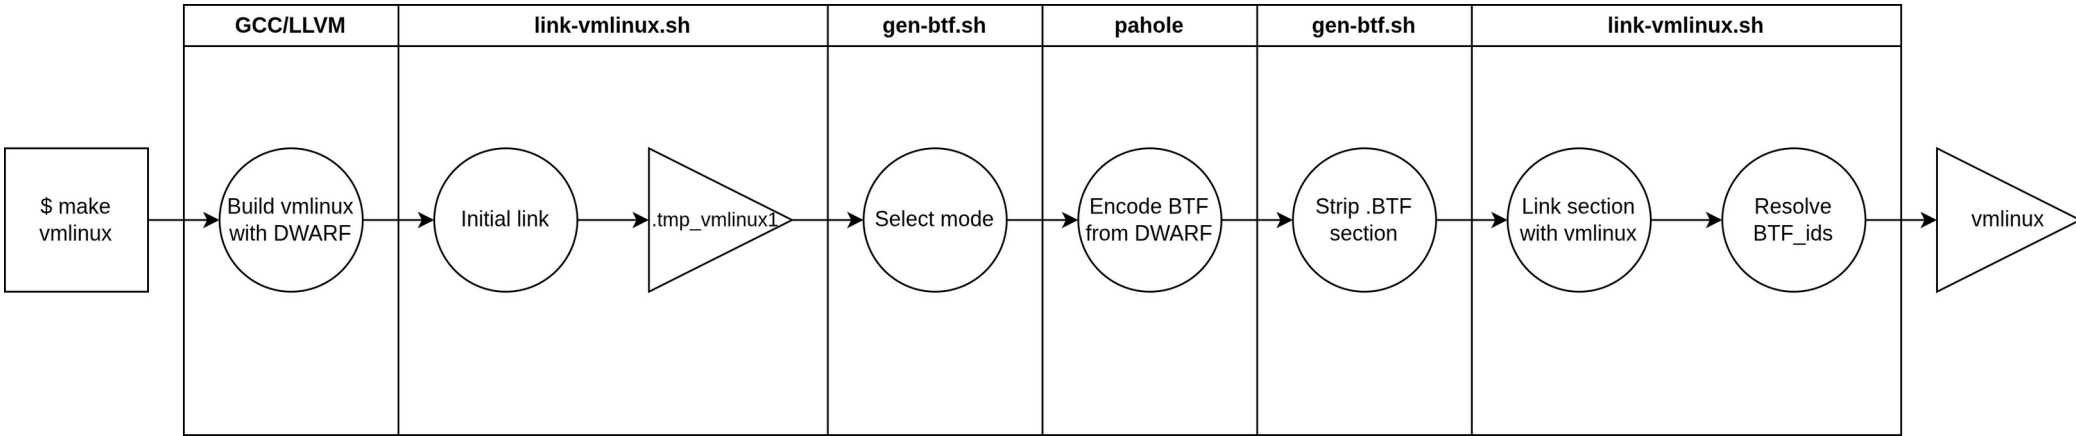 GCC/LLVM
link-vmlinux.sh
gen-btf.sh
pahole
gen-btf.sh
link-vmlinux.sh
$ make
vmlinux
Build vmlinux
with DWARF
Initial link
.tmp_vmlinux1
Select mode
Encode BTF
from DWARF
Strip .BTF
section
Link section
with vmlinux
Resolve
BTF_ids
vmlinux